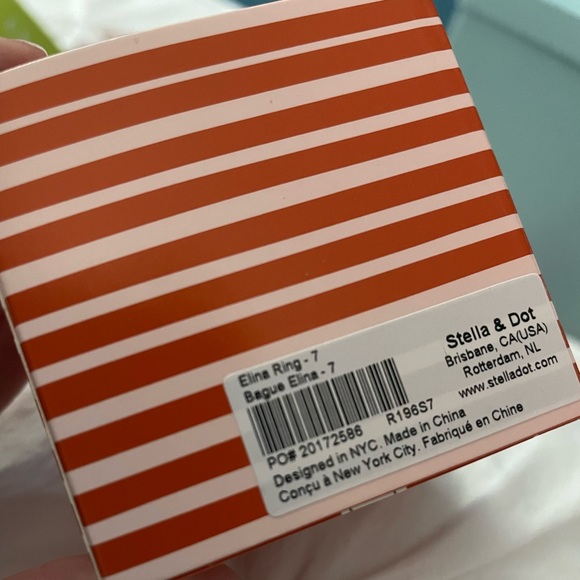 Elina Ring - 7
Bague Elina - 7
PO# 20172586 R196S7
Designed in NYC. Made in China
Conçu à New York City. Fabriqué en Chine
Stella & Dot
Brisbane, CA(USA)
Rotterdam, NL
www.stelladot.com